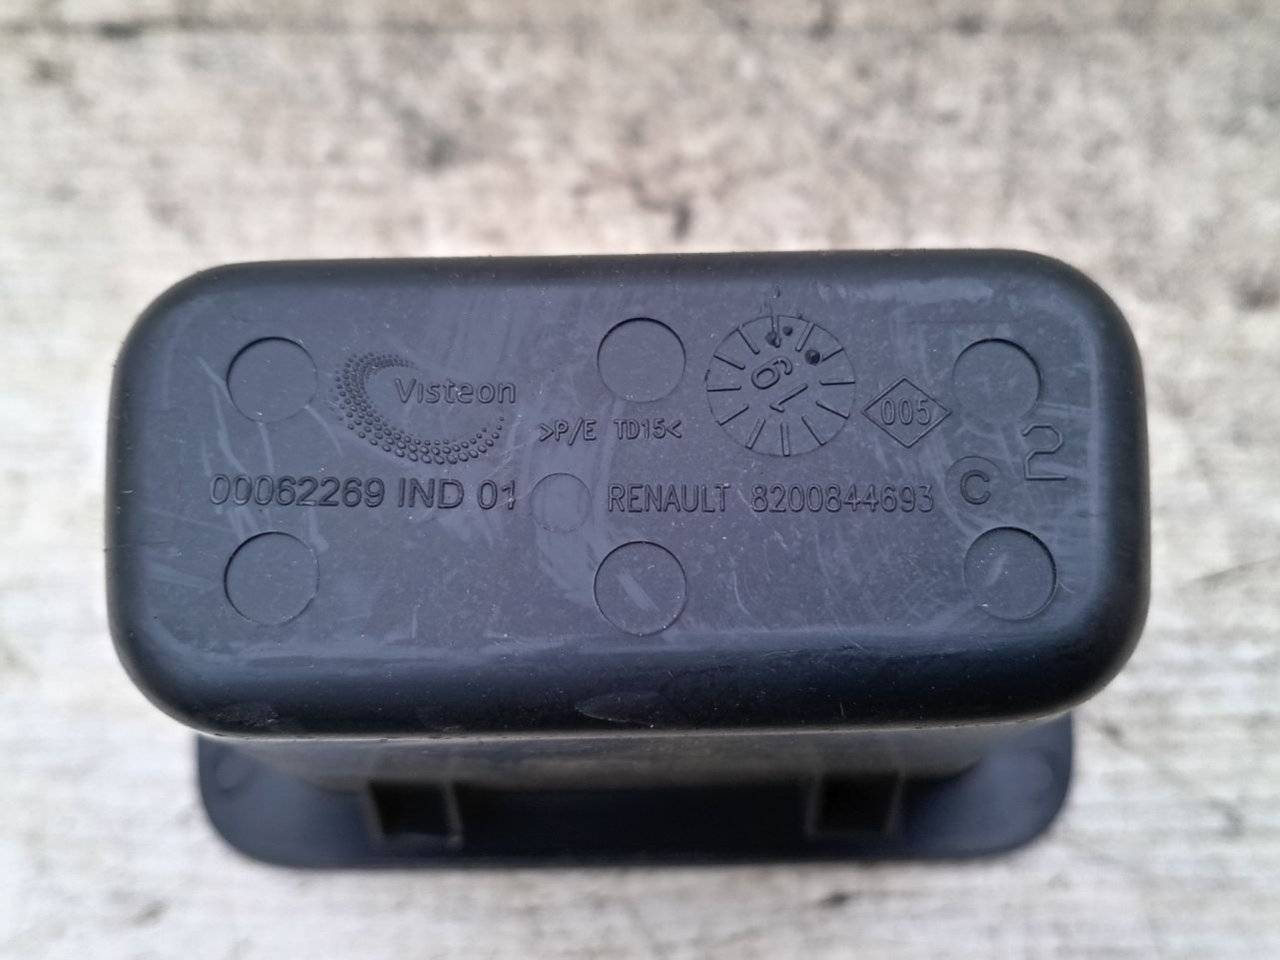 Visteon
>P/E TD15<
19
005
2
00062269 IND 01
RENAULT 8200844693 C